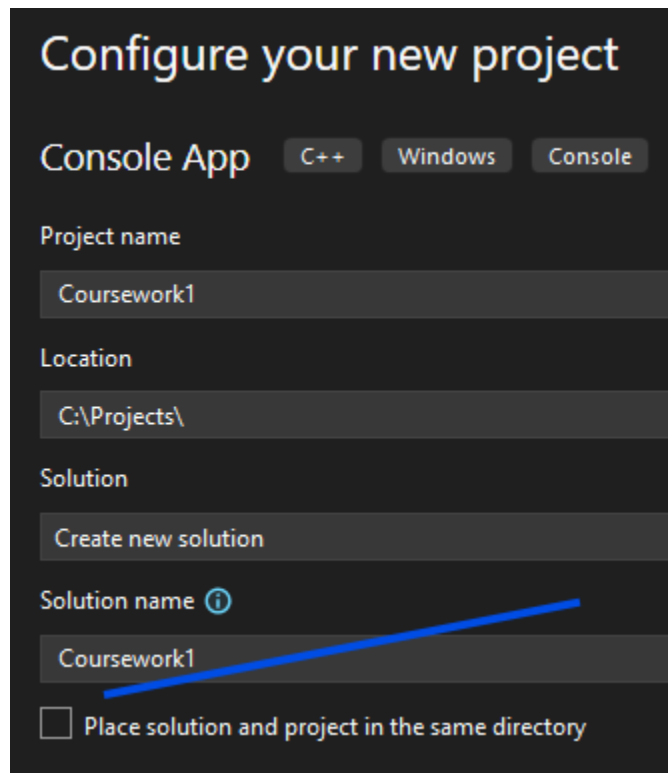 Configure your new project
Console App C++ Windows Console
Project name
Coursework1
Location
C:\Projects\
Solution
Create new solution
Solution name
Coursework1
Place solution and project in the same directory